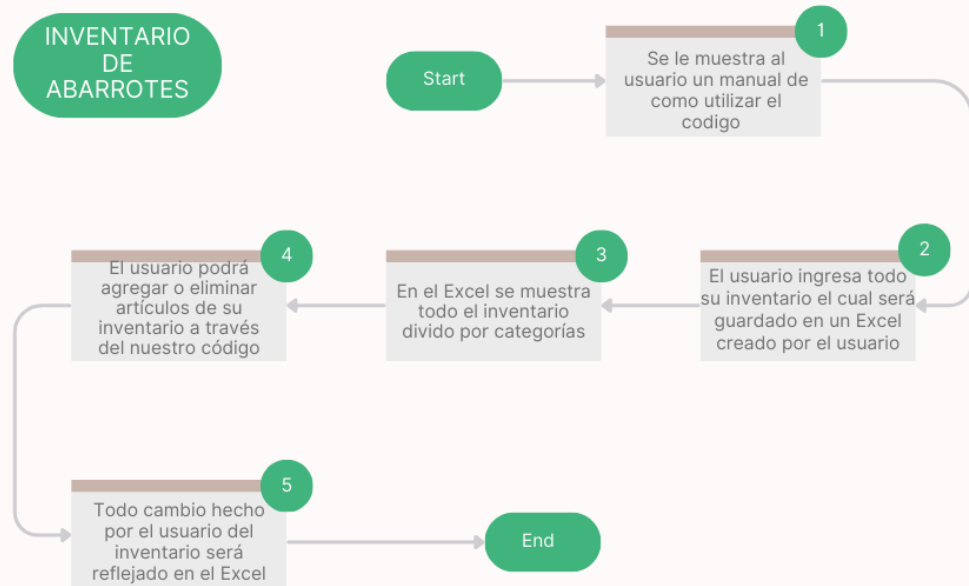 INVENTARIO
DE
ABARROTES
Start
1
Se le muestra al
usuario un manual de
como utilizar el
codigo
2
El usuario ingresa todo
su inventario el cual será
guardado en un Excel
creado por el usuario
3
En el Excel se muestra
todo el inventario
divido por categorías
4
El usuario podrá
agregar o eliminar
artículos de su
inventario a través
del nuestro código
5
Todo cambio hecho
por el usuario del
inventario será
reflejado en el Excel
End